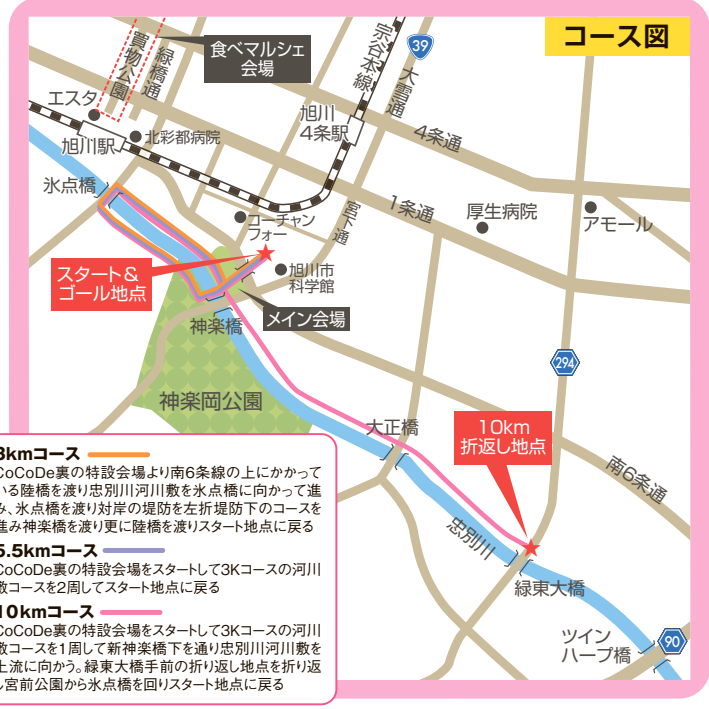 コース図
39
食べマルシェ
会場
買物公園
緑橋通
宗谷本線
大雪通
エスタ
旭川駅
北彩都病院
旭川
4条駅
4条通
氷点橋
1条通
宮下通
厚生病院
アモール
コーチャン
フォー
スタート&
ゴール地点
旭川市
科学館
メイン会場
神楽橋
294
神楽岡公園
大正橋
10km
折返し地点
南6条通
忠別川
緑東大橋
ツイン
ハープ橋
90
3kmコース
CoCoDe裏の特設会場より南6条線の上にかかって
いる陸橋を渡り忠別川河川敷を氷点橋に向かって進
み、氷点橋を渡り対岸の堤防を左折堤防下のコースを
進み神楽橋を渡り更に陸橋を渡りスタート地点に戻る
5.5kmコース
CoCoDe裏の特設会場をスタートして3Kコースの河川
敷コースを2周してスタート地点に戻る
10kmコース
CoCoDe裏の特設会場をスタートして3Kコースの河川
敷コースを1周して新神楽橋下を通り忠別川河川敷を
上流に向かう。緑東大橋手前の折り返し地点を折り返
し宮前公園から氷点橋を回りスタート地点に戻る